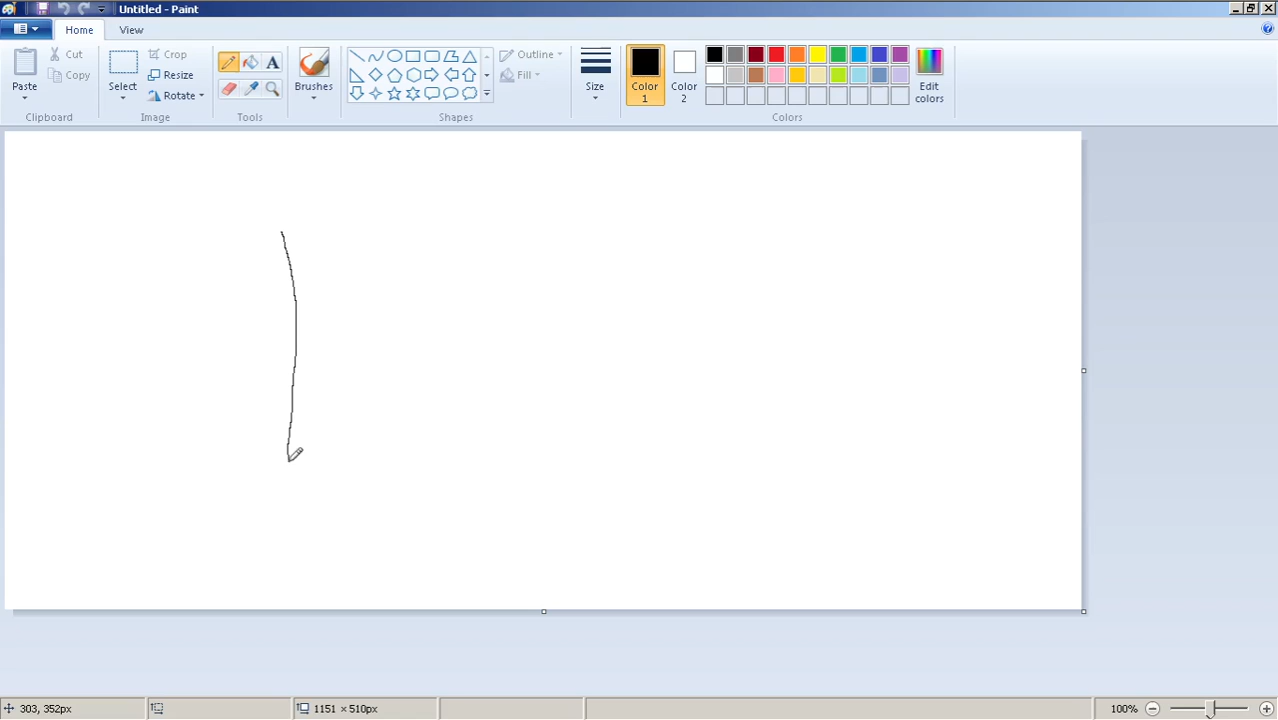 Untitled - Paint
Home View
Paste
Cut
Copy
Clipboard
Select
Crop
Resize
Rotate
Image
A
Tools
Brushes
Outline
Fill
Shapes
Size
Color 1
Color 2
Edit colors
Colors
303, 352px
1151 × 510px
100%